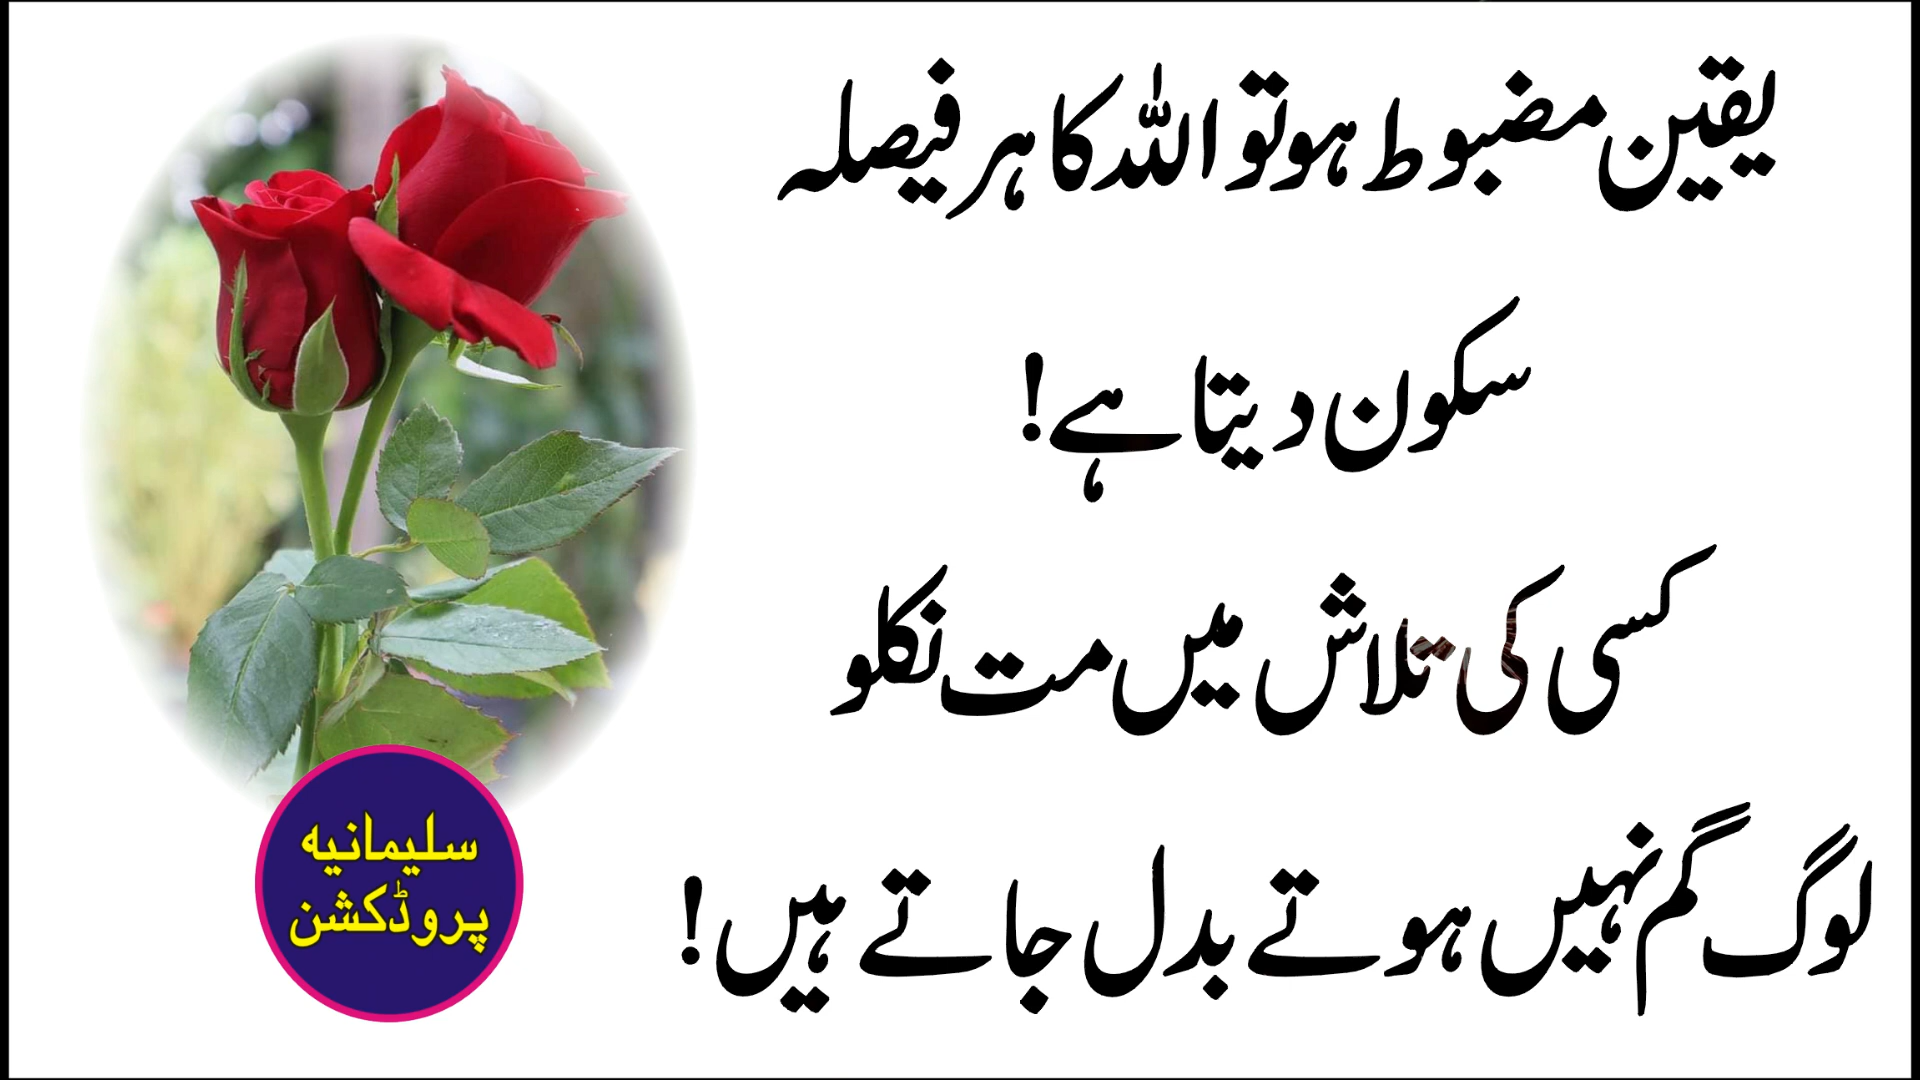 یقین مضبوط ہو تو اللہ کا ہر فیصلہ
سکون دیتا ہے!
کسی کی تلاش میں مت نکلو
لوگ گم نہیں ہوتے بدل جاتے ہیں!
سلیمانیہ
پروڈکشن